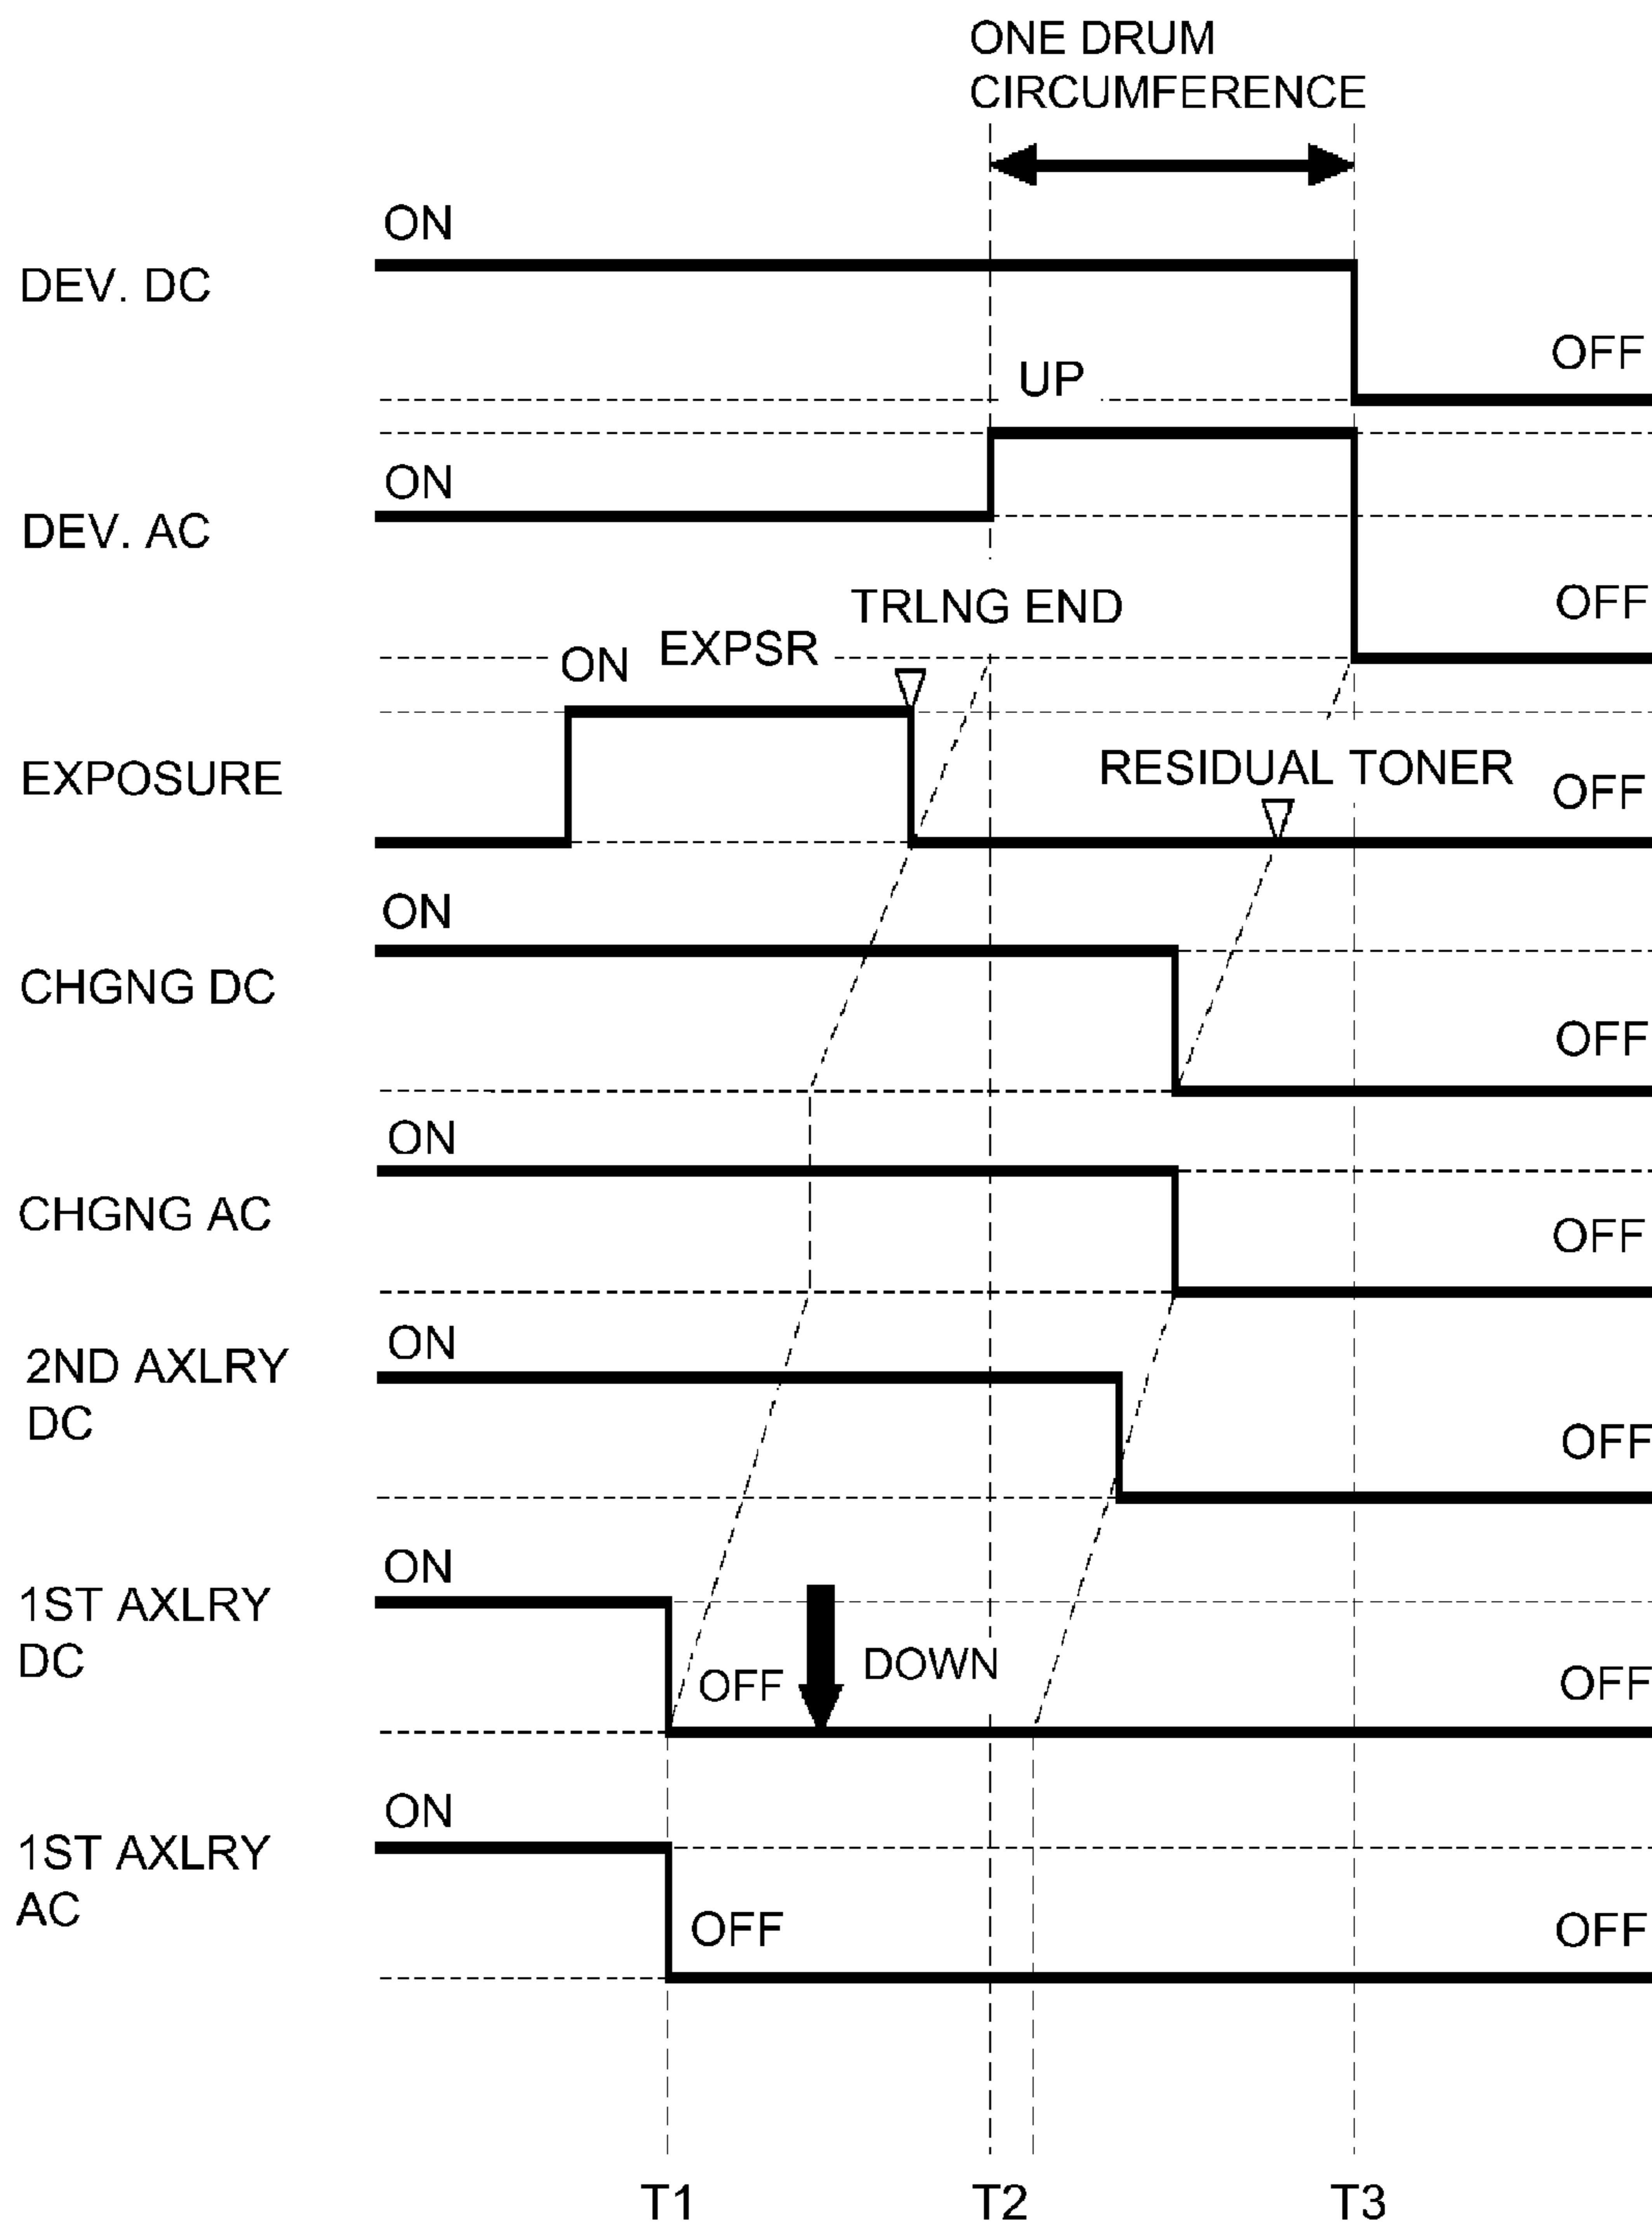 ONE DRUM
CIRCUMFERENCE
ON
DEV. DC
OFF
UP
ON
DEV. AC
OFF
TRLNG END
ON EXPSR
EXPOSURE
RESIDUAL TONER
OFF
ON
CHGNG DC
OFF
ON
CHGNG AC
OFF
ON
2ND AXLRY
DC
OFF
ON
1ST AXLRY
DC
OFF
DOWN
OFF
ON
1ST AXLRY
AC
OFF
OFF
T1
T2
T3